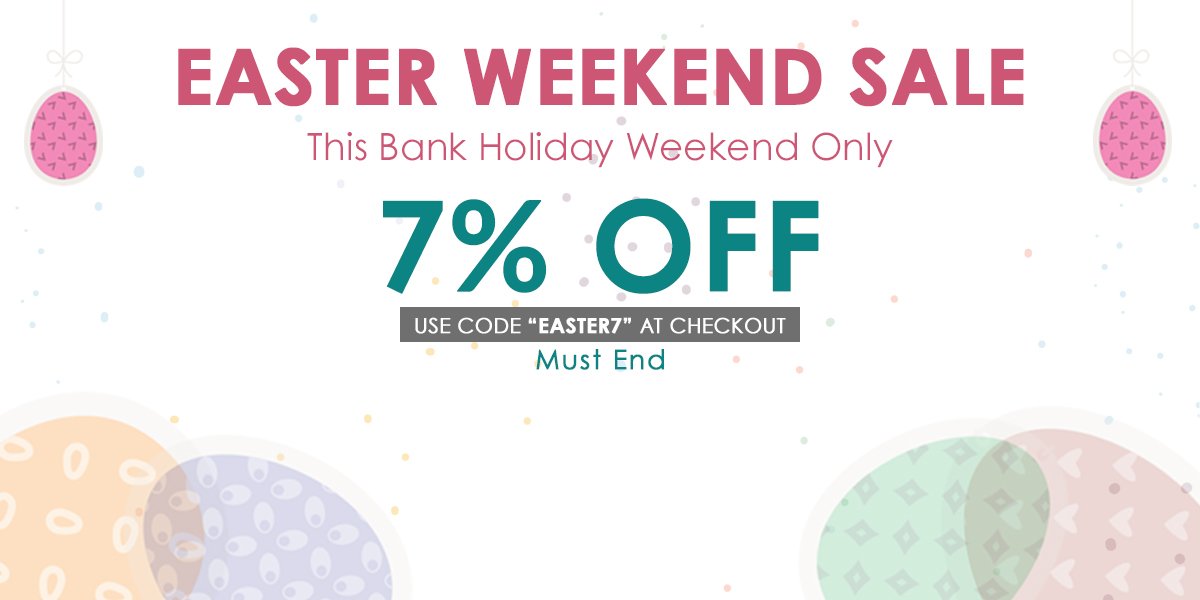 EASTER WEEKEND SALE
This Bank Holiday Weekend Only
7% OFF
USE CODE “EASTER7” AT CHECKOUT
Must End